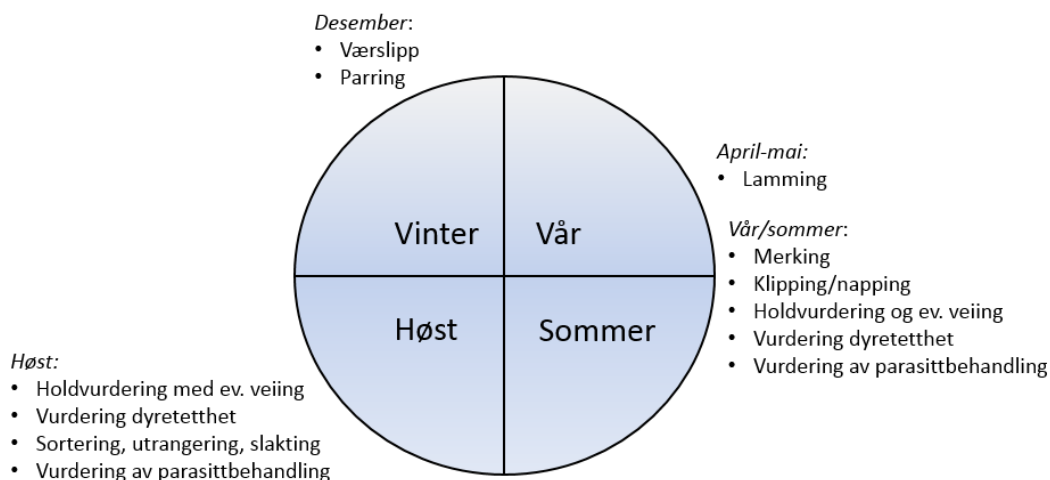 Desember:
• Værslipp
• Parring
April-mai:
• Lamming
Vår/sommer:
• Merking
• Klipping/napping
• Holdvurdering og ev. veiing
• Vurdering dyretetthet
• Vurdering av parasittbehandling
Vinter
Vår
Høst
Sommer
Høst:
• Holdvurdering med ev. veiing
• Vurdering dyretetthet
• Sortering, utrangering, slakting
• Vurdering av parasittbehandling